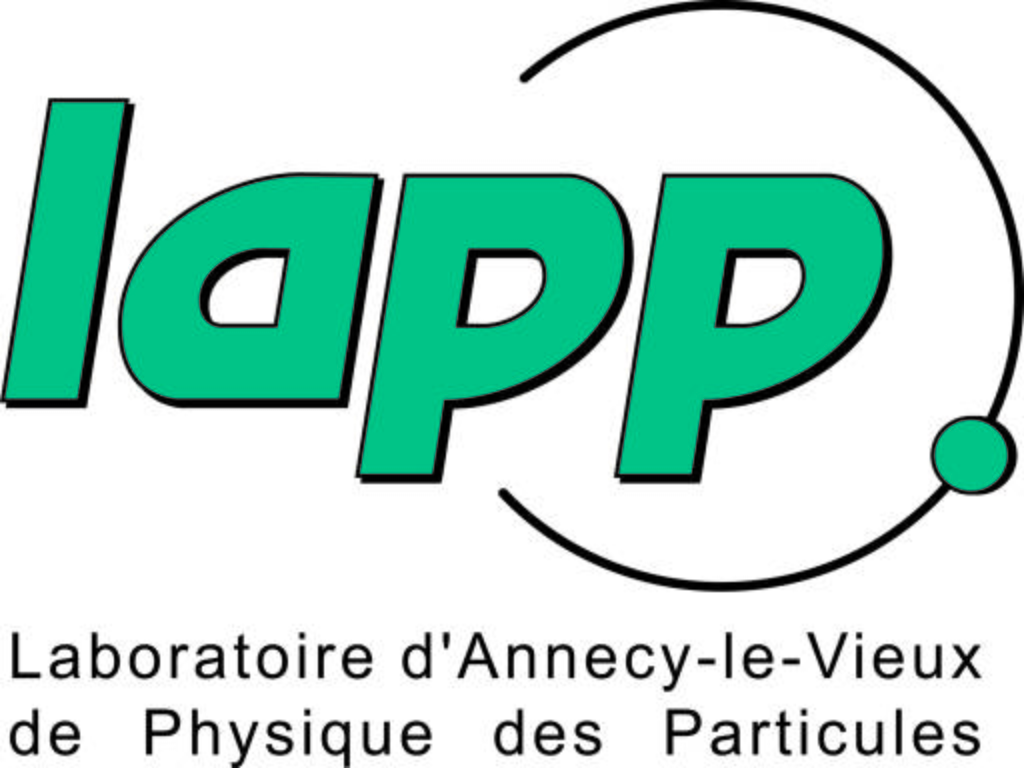 lapp
Laboratoire d'Annecy-le-Vieux
de Physique des Particules